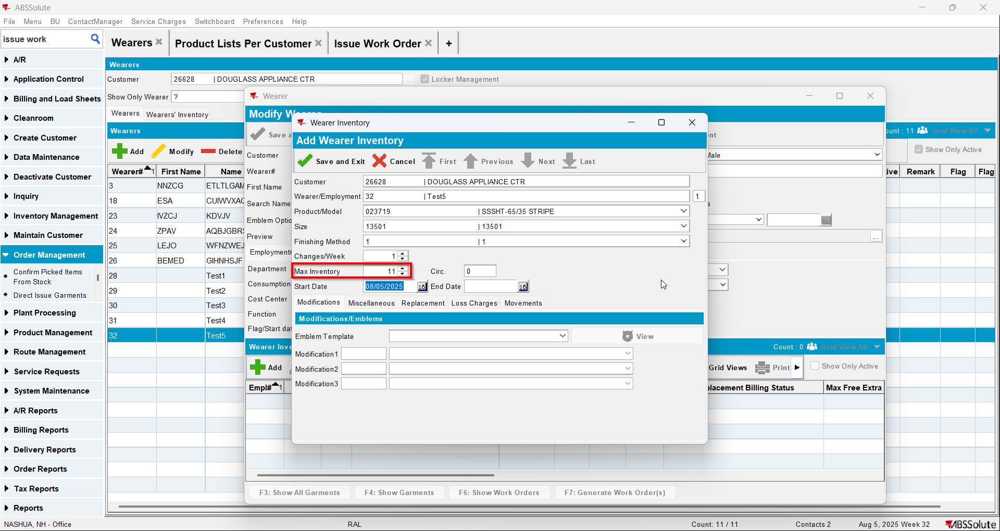 ABSSolute
File Menu BU ContactManager Service Charges Switchboard Preferences Help
issue work
Wearers Product Lists Per Customer Issue Work Order +
A/R
Application Control
Billing and Load Sheets
Cleanroom
Create Customer
Data Maintenance
Deactivate Customer
Inquiry
Inventory Management
Maintain Customer
Order Management
Confirm Picked Items
From Stock
Direct Issue Garments
Plant Processing
Product Management
Route Management
Service Requests
System Maintenance
A/R Reports
Billing Reports
Delivery Reports
Order Reports
Tax Reports
Reports
Wearers
Customer 26628 | DOUGLASS APPLIANCE CTR ... Locker Management
Show Only Wearer ?
Wearers Wearers' Inventory
Wearers
Add Modify Delete
Wearer# 1 First Name Name
3 NNZCG ETLTLGAM
18 ESA CUIWVXAC
23 IVZCJ KDVJV
24 ZPAV AQBJGBRS
25 LEJO WFNZWEJ
26 BEMED GIHNHSJF
28 Test1
29 Test2
30 Test3
31 Test4
32 Test5
ount : 11 Grid View All
Show Only Active
ive Remark Flag Flag
Wearer
Modify Wearer
Save a
nt
Customer
Male
Wearer#
First Name
Search Name
s
Emblem Optio
16
Preview
...
Employment#
Department
Consumption
Cost Center
Function
Flag/Start dat
Wearer Inve Count : 0 Grid View All
Add Grid Views Print Show Only Active
Empl# 1 placement Billing Status Max Free Extra
F3: Show All Garments F4: Show Garments F6: Show Work Orders F7: Generate Work Order(s)
Wearer Inventory
Add Wearer Inventory
Save and Exit Cancel First Previous Next Last
Customer 26628 | DOUGLASS APPLIANCE CTR
Wearer/Employment 32 | Test5 1
Product/Model 023719 | SSSHT-65/35 STRIPE
Size 13501 | 13501
Finishing Method 1 | 1
Changes/Week 1
Max Inventory 11 Circ. 0
Start Date 08/05/2025 16 End Date 16
Modifications Miscellaneous Replacement Loss Charges Movements
Modifications/Emblems
Emblem Template View
Modification1
Modification2
Modification3
NASHUA, NH - Office RAL Count: 11 / 11 Contacts 2 Aug 5, 2025 Week 32 ABSSolute